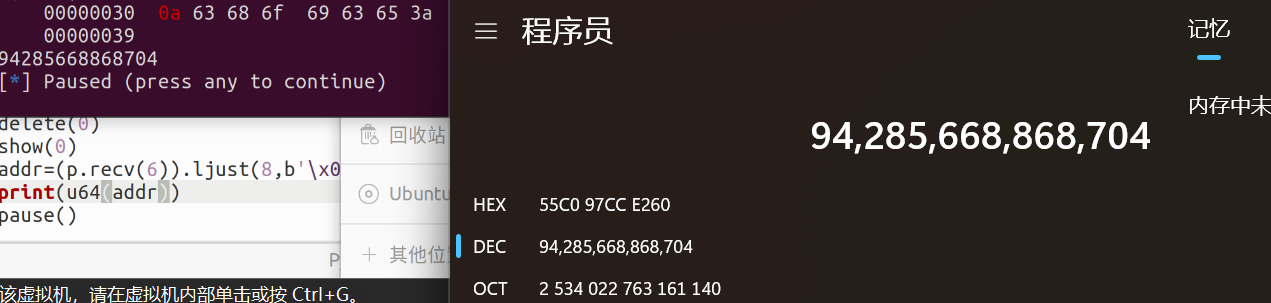 00000030 0a 63 68 6f 69 63 65 3a
00000039
94285668868704
[*] Paused (press any to continue)
delete(0)
show(0)
addr=(p.recv(6)).ljust(8,b'\x0
print(u64(addr))
pause()
回收站
Ubuntu
+ 其他位
P
该虚拟机，请在虚拟机内部单击或按 Ctrl+G。
程序员
记忆
内存中未
94,285,668,868,704
HEX 55C0 97CC E260
DEC 94,285,668,868,704
OCT 2 534 022 763 161 140